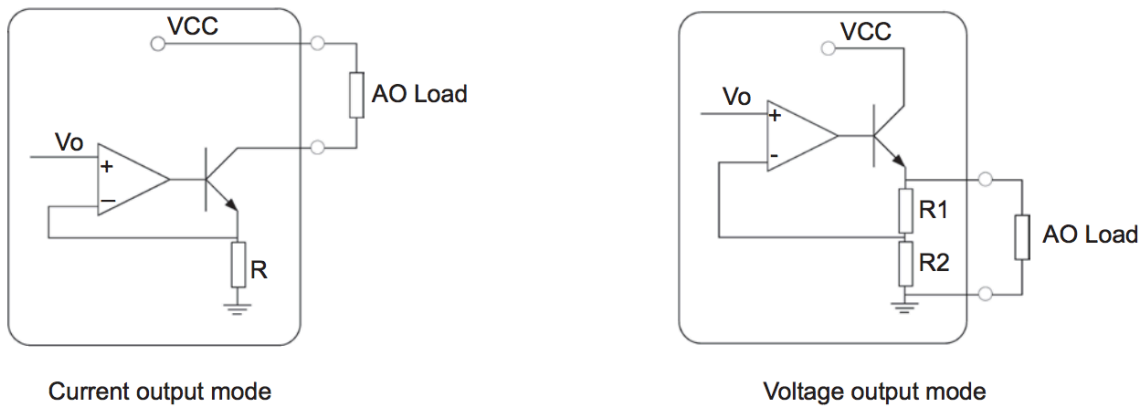 VCC
AO Load
Vo
+
−
R
Current output mode
VCC
Vo
+
-
R1
AO Load
R2
Voltage output mode